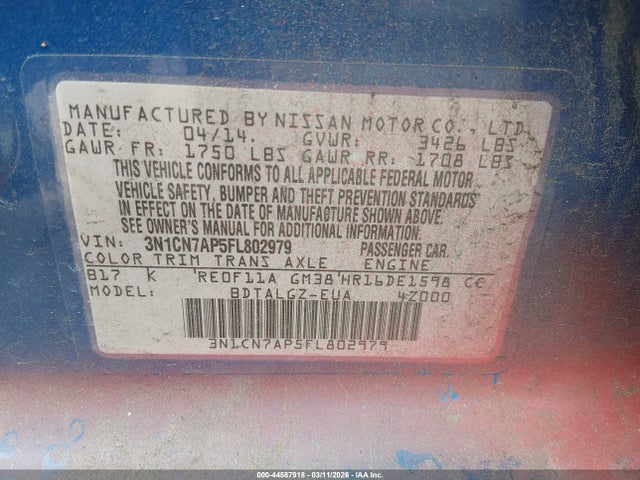 MANUFACTURED BY NISSAN MOTOR CO., LTD.
DATE: 04/14. GVWR: 3426 LBS
GAWR FR: 1750 LBS GAWR RR: 1708 LBS
THIS VEHICLE CONFORMS TO ALL APPLICABLE FEDERAL MOTOR
VEHICLE SAFETY, BUMPER AND THEFT PREVENTION STANDARDS
IN EFFECT ON THE DATE OF MANUFACTURE SHOWN ABOVE.
SEE OWNER'S MANUAL FOR ADDITIONAL INFORMATION.
VIN: 3N1CN7AP5FL802979 PASSENGER CAR.
COLOR TRIM TRANS AXLE ENGINE
B17 K 'RE0F11A GM38'HR16DE1598 CC
MODEL: BDTALGZ-EUA 4Z000
3N1CN7AP5FL802979
000-44587918 - 03/11/2026 - IAA Inc.